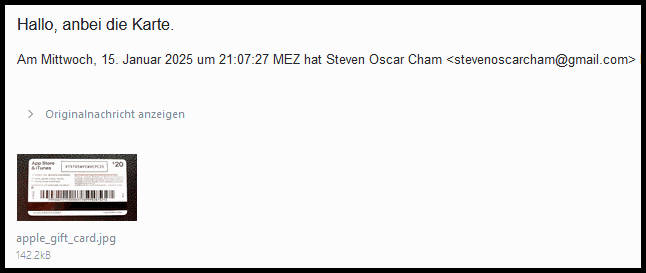 Hallo, anbei die Karte.
Am Mittwoch, 15. Januar 2025 um 21:07:27 MEZ hat Steven Oscar Cham <stevenoscarcham@gmail.com>
Originalnachricht anzeigen
App Store
& iTunes
$20
apple_gift_card.jpg
142.2kB